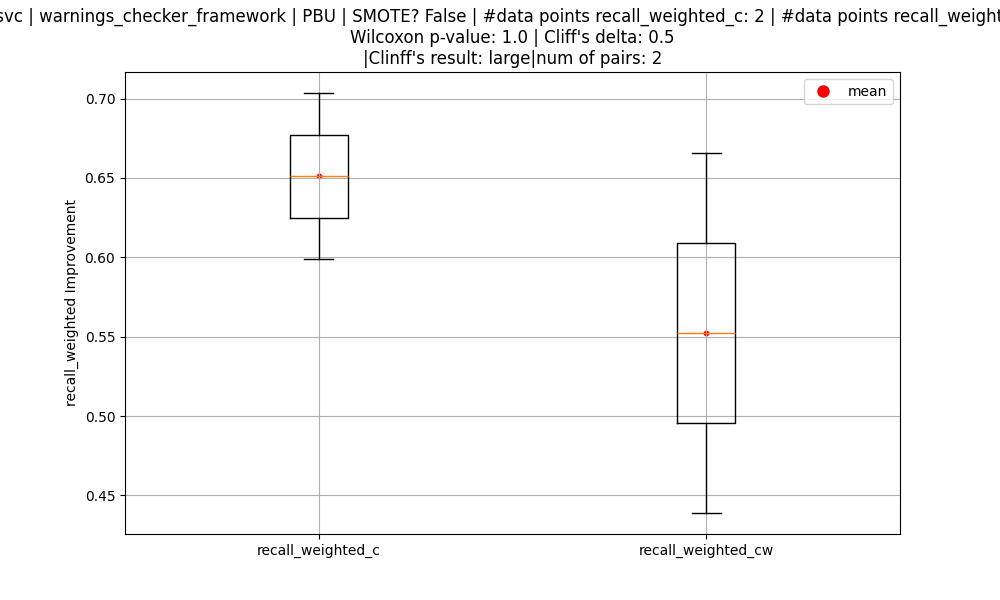 svc | warnings_checker_framework | PBU | SMOTE? False | #data points recall_weighted_c: 2 | #data points
Wilcoxon p-value: 1.0 | Cliff's delta: 0.5
|Clinff's result: large|num of pairs: 2
mean
0.70
0.65
0.60
0.55
0.50
0.45
recall_weighted Improvement
recall_weighted_c
recall_weighted_cw